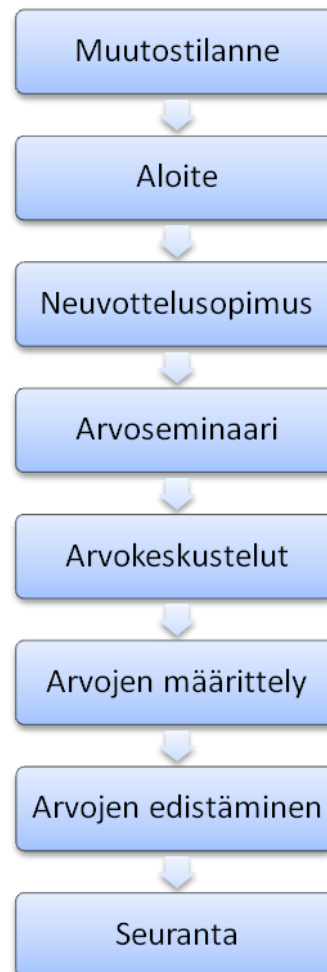 Muutostilanne
Aloite
Neuvottelusopimus
Arvoseminaari
Arvokeskustelut
Arvojen määrittely
Arvojen edistäminen
Seuranta